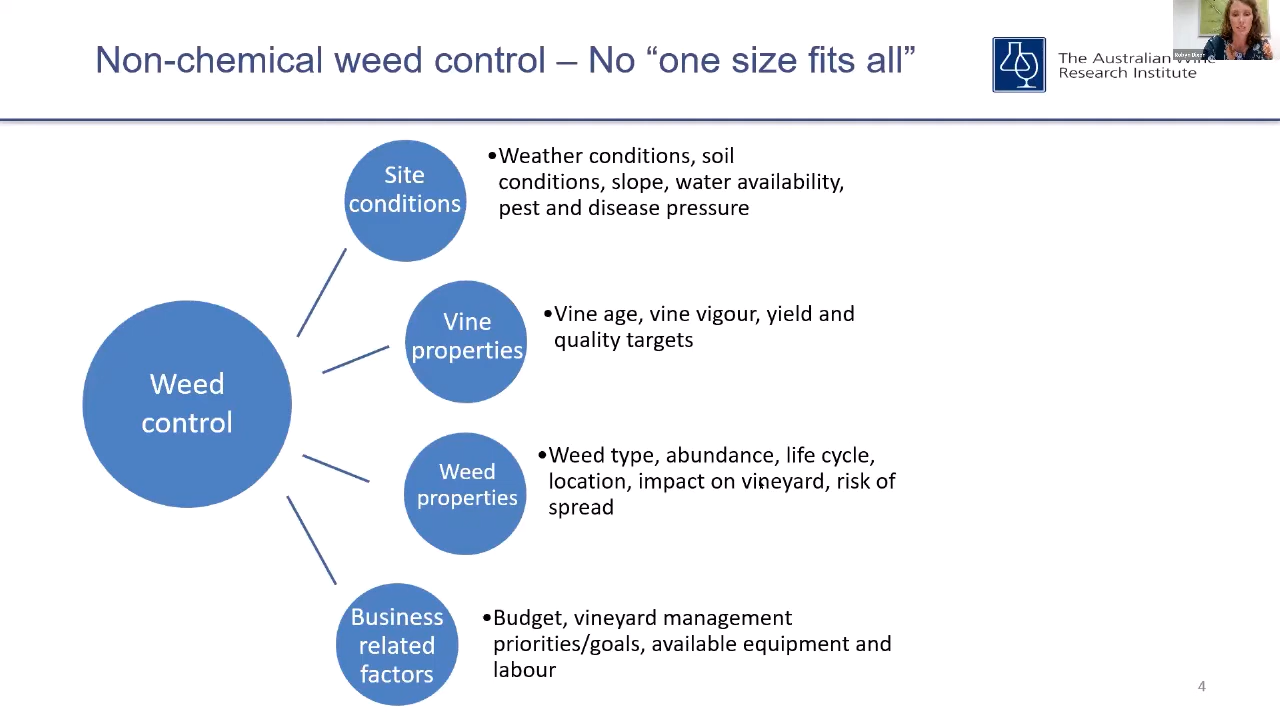 Non-chemical weed control – No “one size fits all”
The Australian Wine
Research Institute
Site
conditions
•Weather conditions, soil
conditions, slope, water availability,
pest and disease pressure
Vine
properties
•Vine age, vine vigour, yield and
quality targets
Weed
control
Weed
properties
•Weed type, abundance, life cycle,
location, impact on vineyard, risk of
spread
Business
related
factors
•Budget, vineyard management
priorities/goals, available equipment and
labour
4